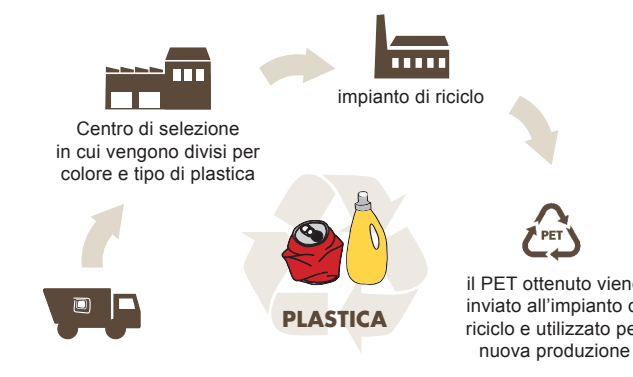 impianto di riciclo
Centro di selezione
in cui vengono divisi per
colore e tipo di plastica
PET
il PET ottenuto viene
inviato all'impianto d
riciclo e utilizzato pe
nuova produzione
PLASTICA